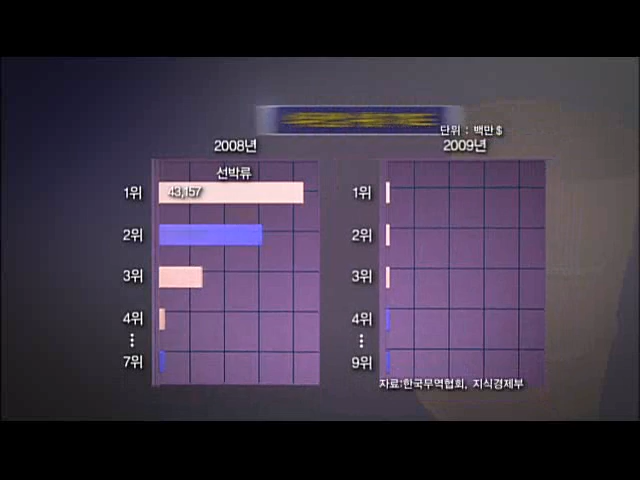 단위 : 백만$
2008년
2009년
선박류
1위
43,157
2위
3위
4위
⋮
7위
1위
2위
3위
4위
⋮
9위
자료:한국무역협회, 지식경제부